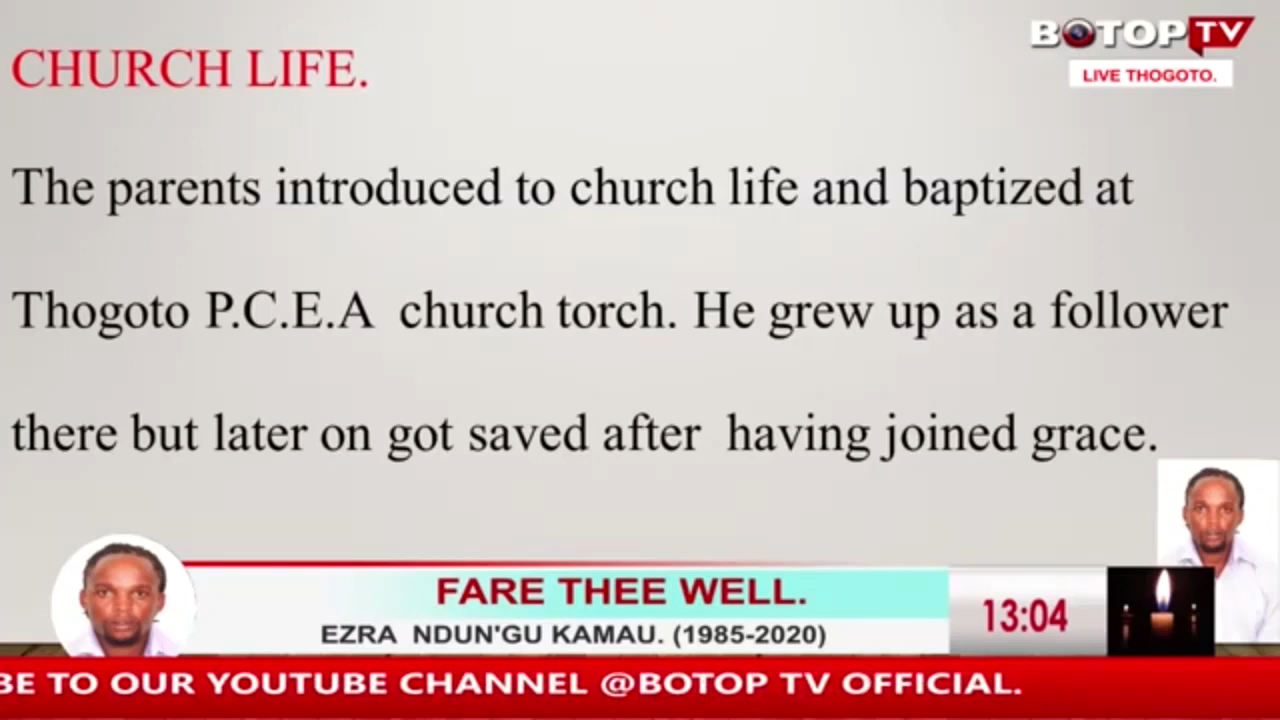 CHURCH LIFE.
BOTOP TV
LIVE THOGOTO.
The parents introduced to church life and baptized at
Thogoto P.C.E.A church torch. He grew up as a follower
there but later on got saved after having joined grace.
FARE THEE WELL.
EZRA NDUN'GU KAMAU. (1985-2020)
13:04
BE TO OUR YOUTUBE CHANNEL @BOTOP TV OFFICIAL.